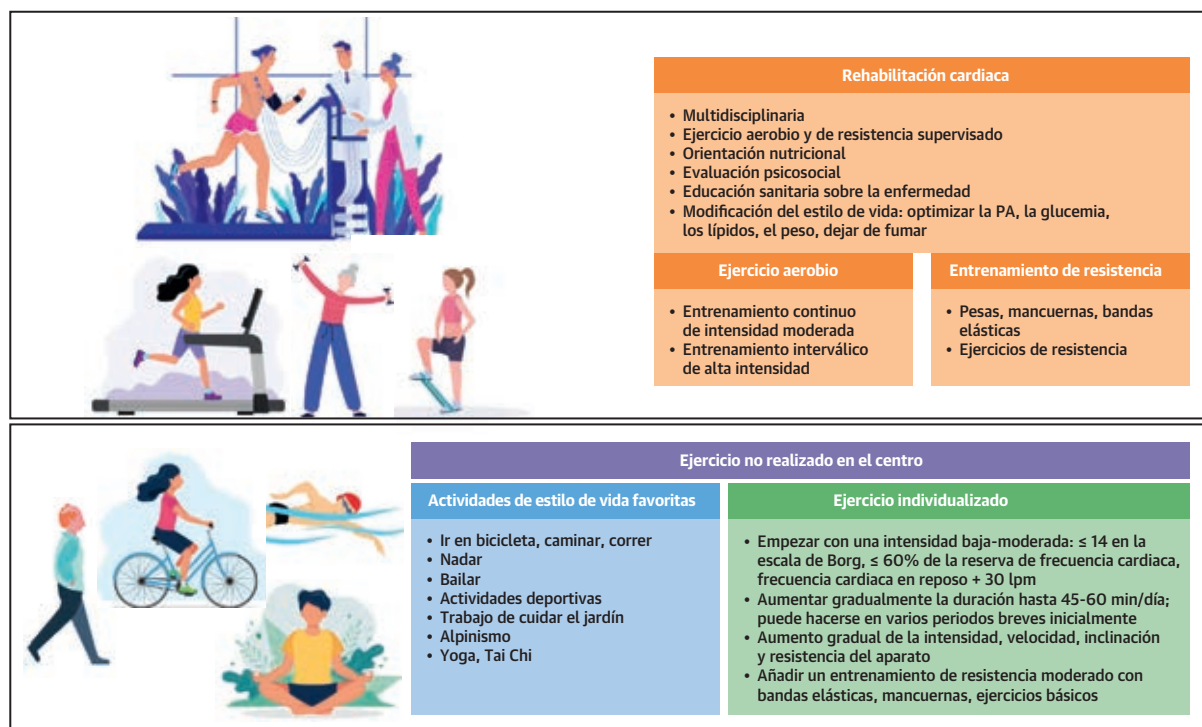 Rehabilitación cardiaca
• Multidisciplinaria
• Ejercicio aerobio y de resistencia supervisado
• Orientación nutricional
• Evaluación psicosocial
• Educación sanitaria sobre la enfermedad
• Modificación del estilo de vida: optimizar la PA, la glucemia,
los lípidos, el peso, dejar de fumar
Ejercicio aerobio
• Entrenamiento continuo
de intensidad moderada
• Entrenamiento interválico
de alta intensidad
Entrenamiento de resistencia
• Pesas, mancuernas, bandas
elásticas
• Ejercicios de resistencia
Ejercicio no realizado en el centro
Actividades de estilo de vida favoritas
• Ir en bicicleta, caminar, correr
• Nadar
• Bailar
• Actividades deportivas
• Trabajo de cuidar el jardín
• Alpinismo
• Yoga, Tai Chi
Ejercicio individualizado
• Empezar con una intensidad baja-moderada: ≤ 14 en la
escala de Borg, ≤ 60% de la reserva de frecuencia cardiaca,
frecuencia cardiaca en reposo + 30 lpm
• Aumentar gradualmente la duración hasta 45-60 min/día;
puede hacerse en varios periodos breves inicialmente
• Aumento gradual de la intensidad, velocidad, inclinación
y resistencia del aparato
• Añadir un entrenamiento de resistencia moderado con
bandas elásticas, mancuernas, ejercicios básicos